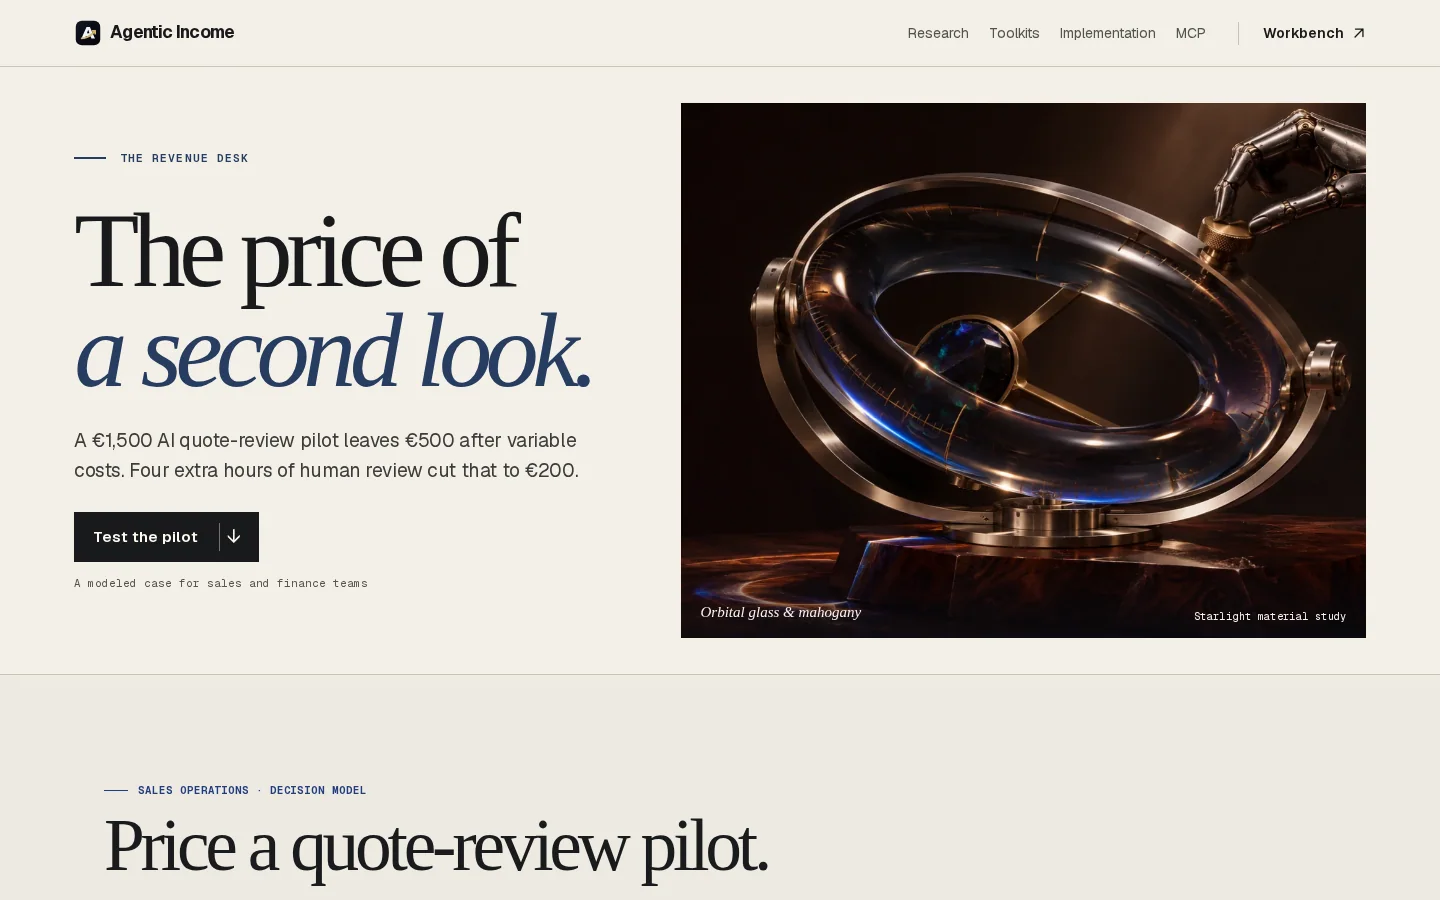 Agentic Income
Research Toolkits Implementation MCP Workbench
THE REVENUE DESK
The price of
a second look.
A €1,500 AI quote-review pilot leaves €500 after variable
costs. Four extra hours of human review cut that to €200.
Test the pilot
A modeled case for sales and finance teams
Orbital glass & mahogany
Starlight material study
SALES OPERATIONS · DECISION MODEL
Price a quote-review pilot.